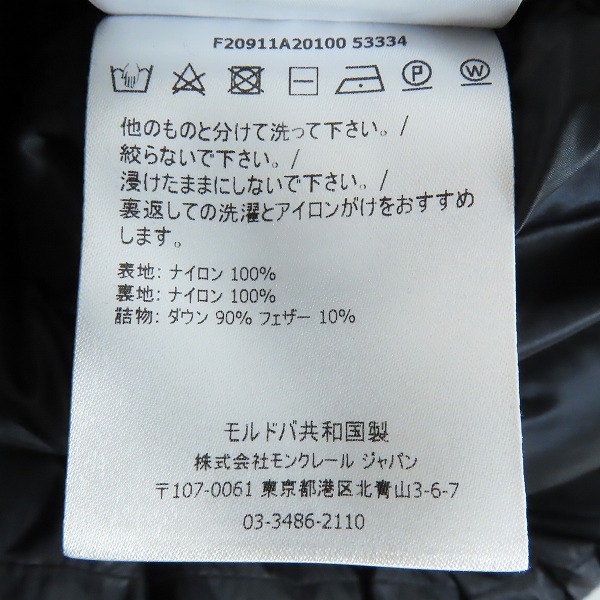 F20911A20100 53334
P
W
他のものと分けて洗って下さい。/
絞らないで下さい。/
浸けたままにしないで下さい。/
裏返しての洗濯とアイロンがけをおすすめ
します。
表地: ナイロン 100%
裏地: ナイロン 100%
詰物: ダウン 90% フェザー 10%
モルドバ共和国製
株式会社モンクレール ジャパン
〒107-0061 東京都港区北青山3-6-7
03-3486-2110